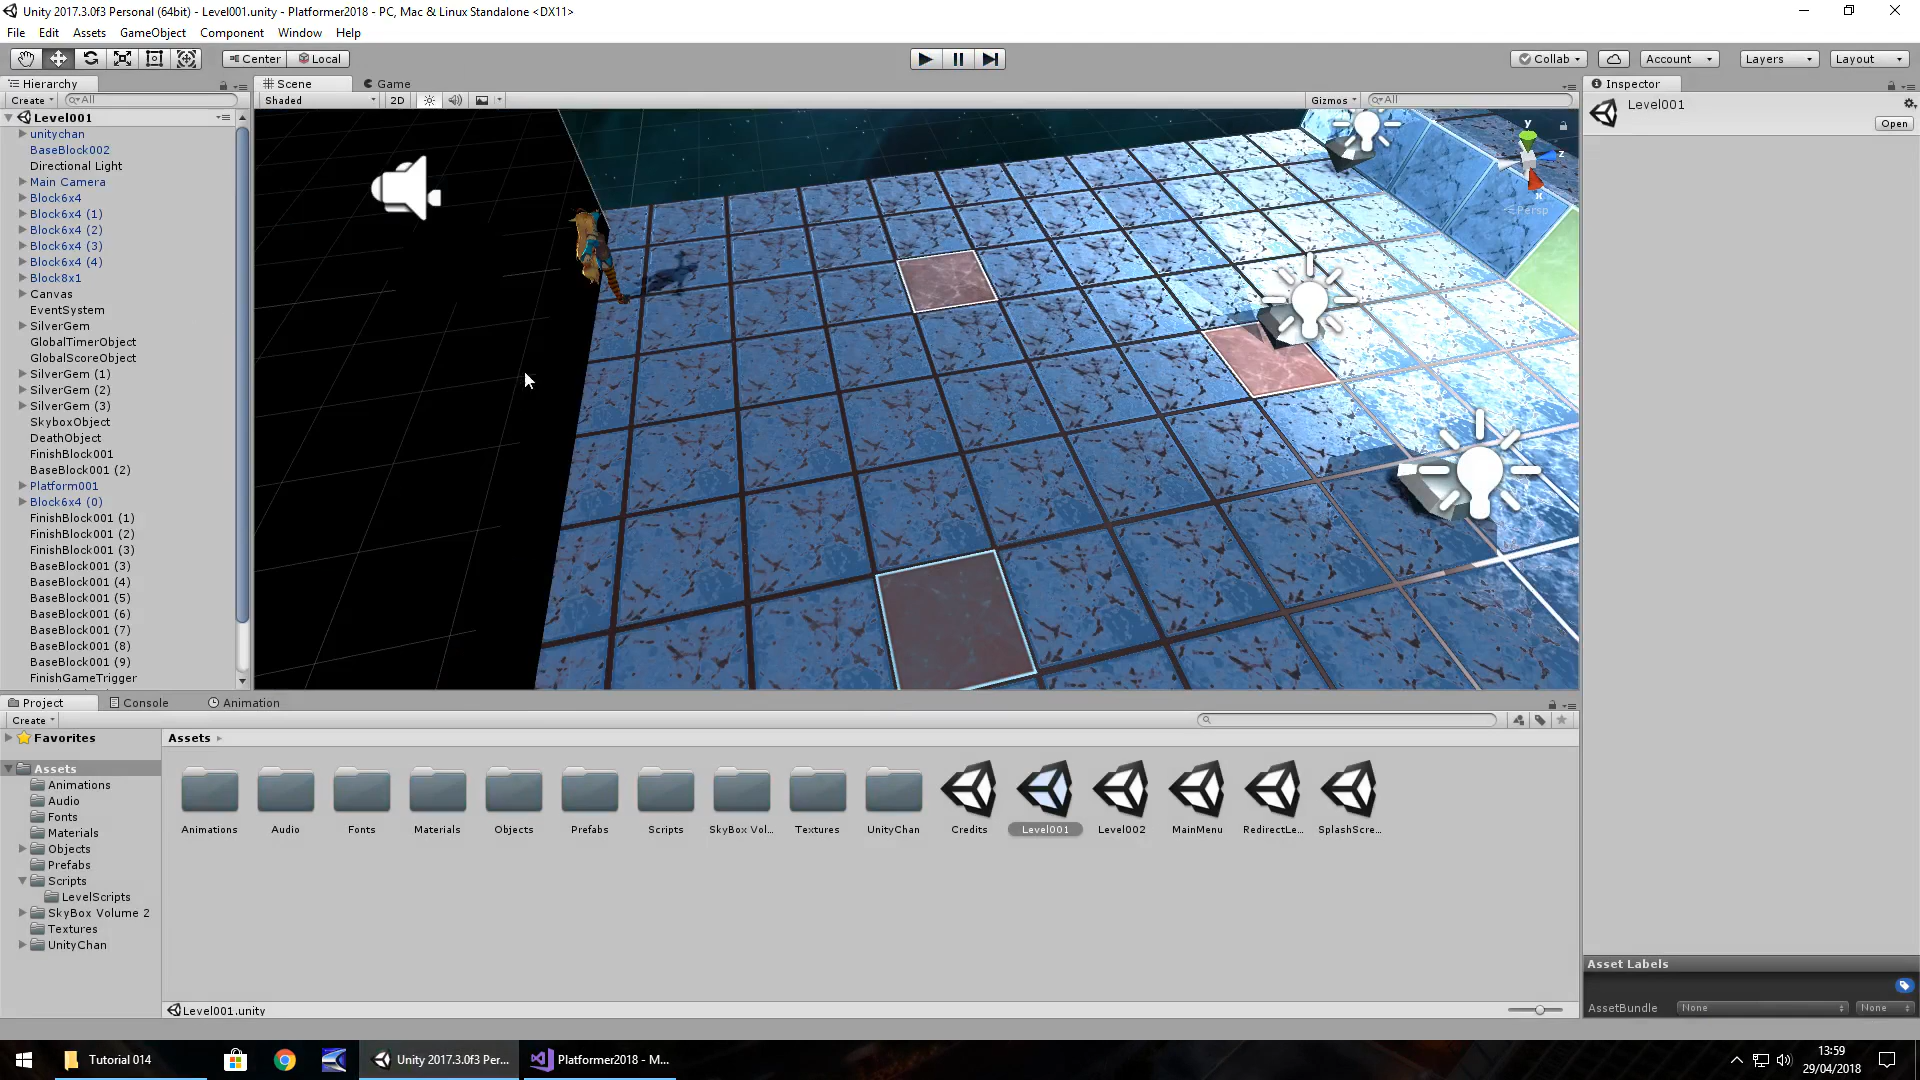 Unity 2017.3.0f3 Personal (64bit) - Level001.unity - Platformer2018 - PC, Mac & Linux Standalone <DX11>
File Edit Assets GameObject Component Window Help
Center Local Collab Account Layers Layout
Hierarchy Scene Game Inspector
Create All Shaded 2D Gizmos All
Level001
Open
Level001
unitychan
BaseBlock002
Directional Light
Main Camera
Block6x4
Block6x4 (1)
Block6x4 (2)
Block6x4 (3)
Block6x4 (4)
Block8x1
Canvas
EventSystem
SilverGem
GlobalTimerObject
GlobalScoreObject
SilverGem (1)
SilverGem (2)
SilverGem (3)
SkyboxObject
DeathObject
FinishBlock001
BaseBlock001 (2)
Platform001
Block6x4 (0)
FinishBlock001 (1)
FinishBlock001 (2)
FinishBlock001 (3)
BaseBlock001 (3)
BaseBlock001 (4)
BaseBlock001 (5)
BaseBlock001 (6)
BaseBlock001 (7)
BaseBlock001 (8)
BaseBlock001 (9)
FinishGameTrigger
y
z
x
Persp
Project Console Animation
Create
Favorites
Assets
Animations
Audio
Fonts
Materials
Objects
Prefabs
Scripts
LevelScripts
SkyBox Volume 2
Textures
UnityChan
Assets
Animations Audio Fonts Materials Objects Prefabs Scripts SkyBox Vol... Textures UnityChan Credits Level001 Level002 MainMenu RedirectLe... SplashScre...
Level001.unity
Asset Labels
AssetBundle None None
Tutorial 014 Unity 2017.3.0f3 Per... Platformer2018 - M...
13:59
29/04/2018